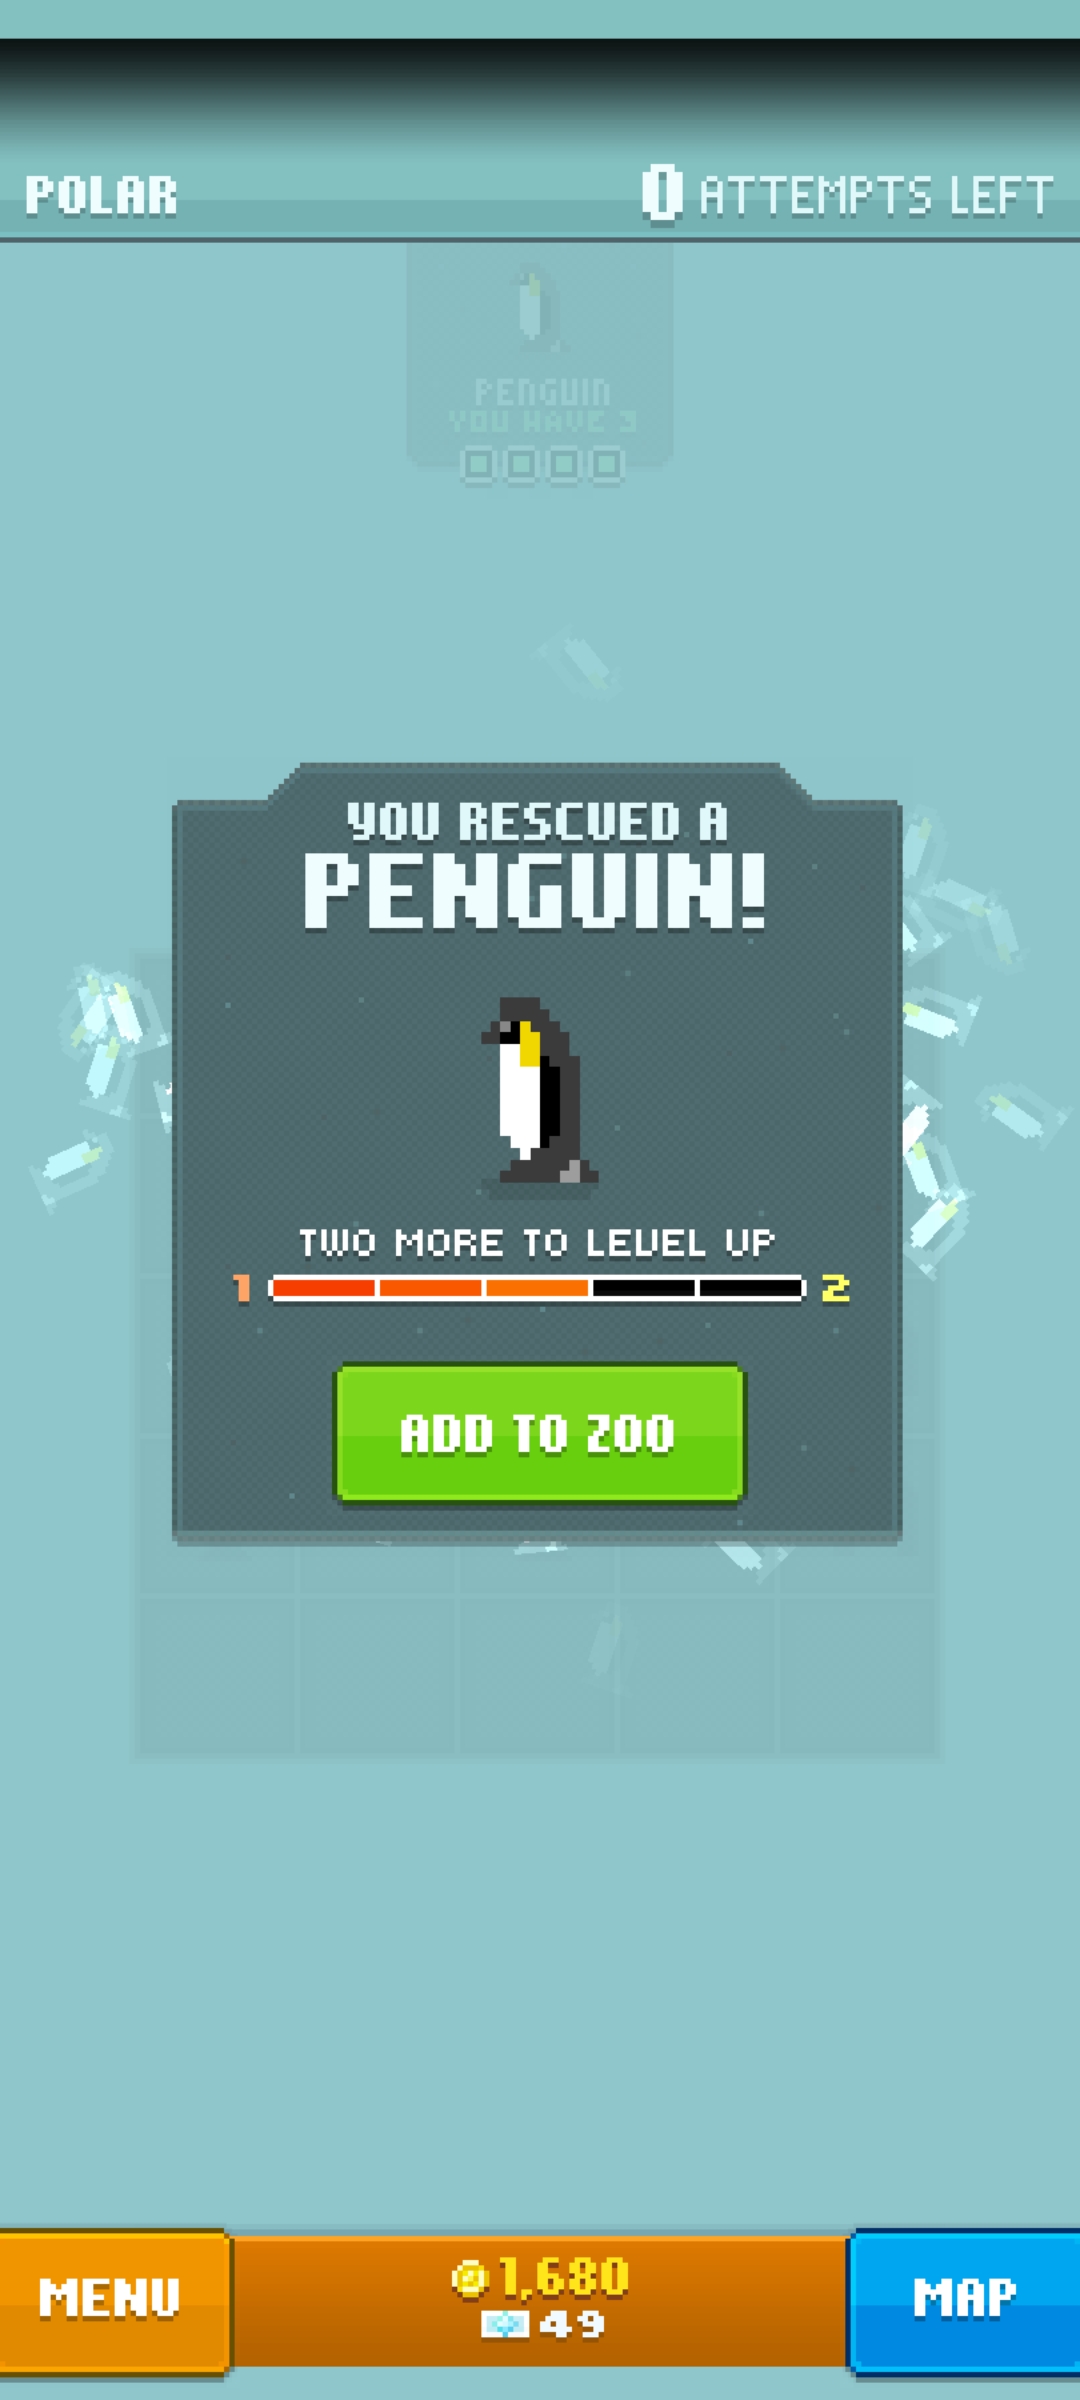 POLAR
0 ATTEMPTS LEFT
PENGUIN
YOU HAVE 3
YOU RESCUED A
PENGUIN!
TWO MORE TO LEVEL UP
1 2
ADD TO ZOO
MENU
1,680
49
MAP